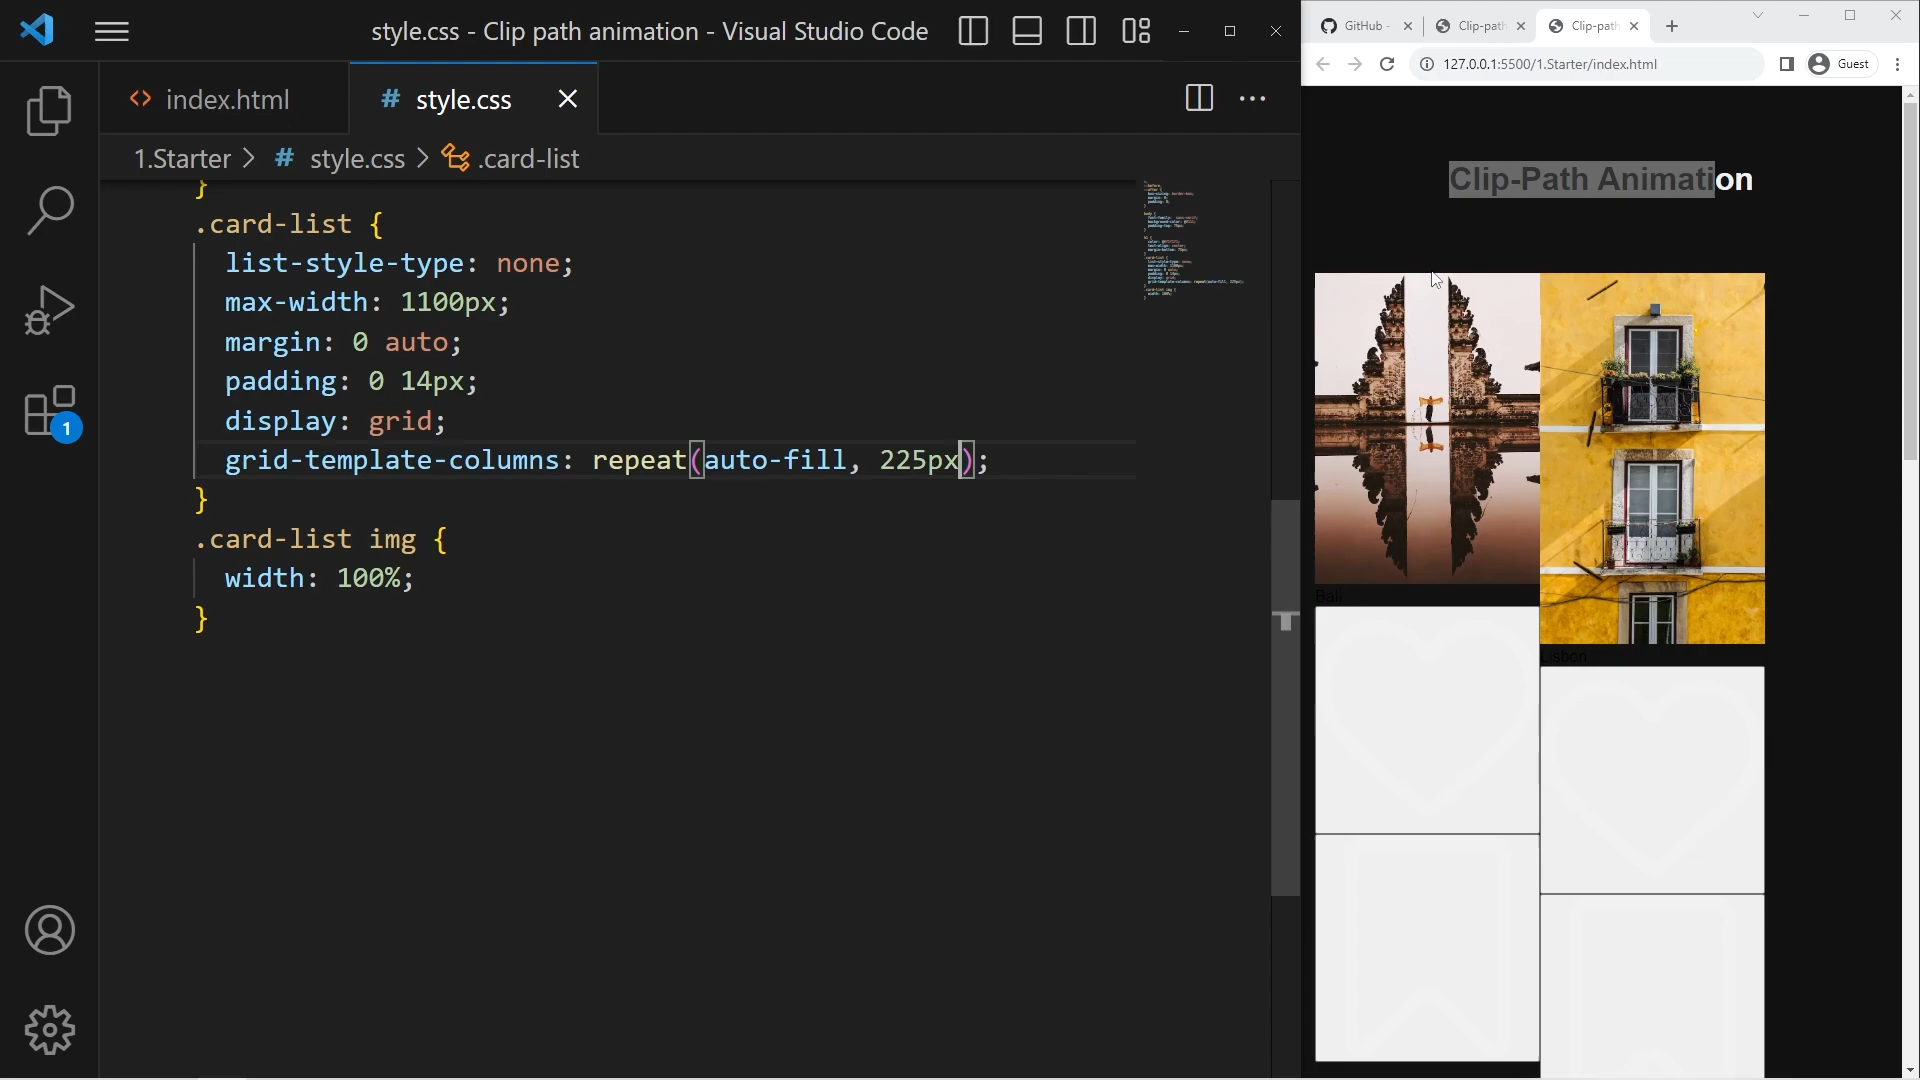 style.css - Clip path animation - Visual Studio Code
index.html
# style.css
1.Starter > # style.css > .card-list
}
.card-list {
list-style-type: none;
max-width: 1100px;
margin: 0 auto;
padding: 0 14px;
display: grid;
grid-template-columns: repeat(auto-fill, 225px);
}
.card-list img {
width: 100%;
}
1
GitHub -
Clip-path
Clip-path
127.0.0.1:5500/1.Starter/index.html
Guest
Clip-Path Animation
Bali
Lisbon